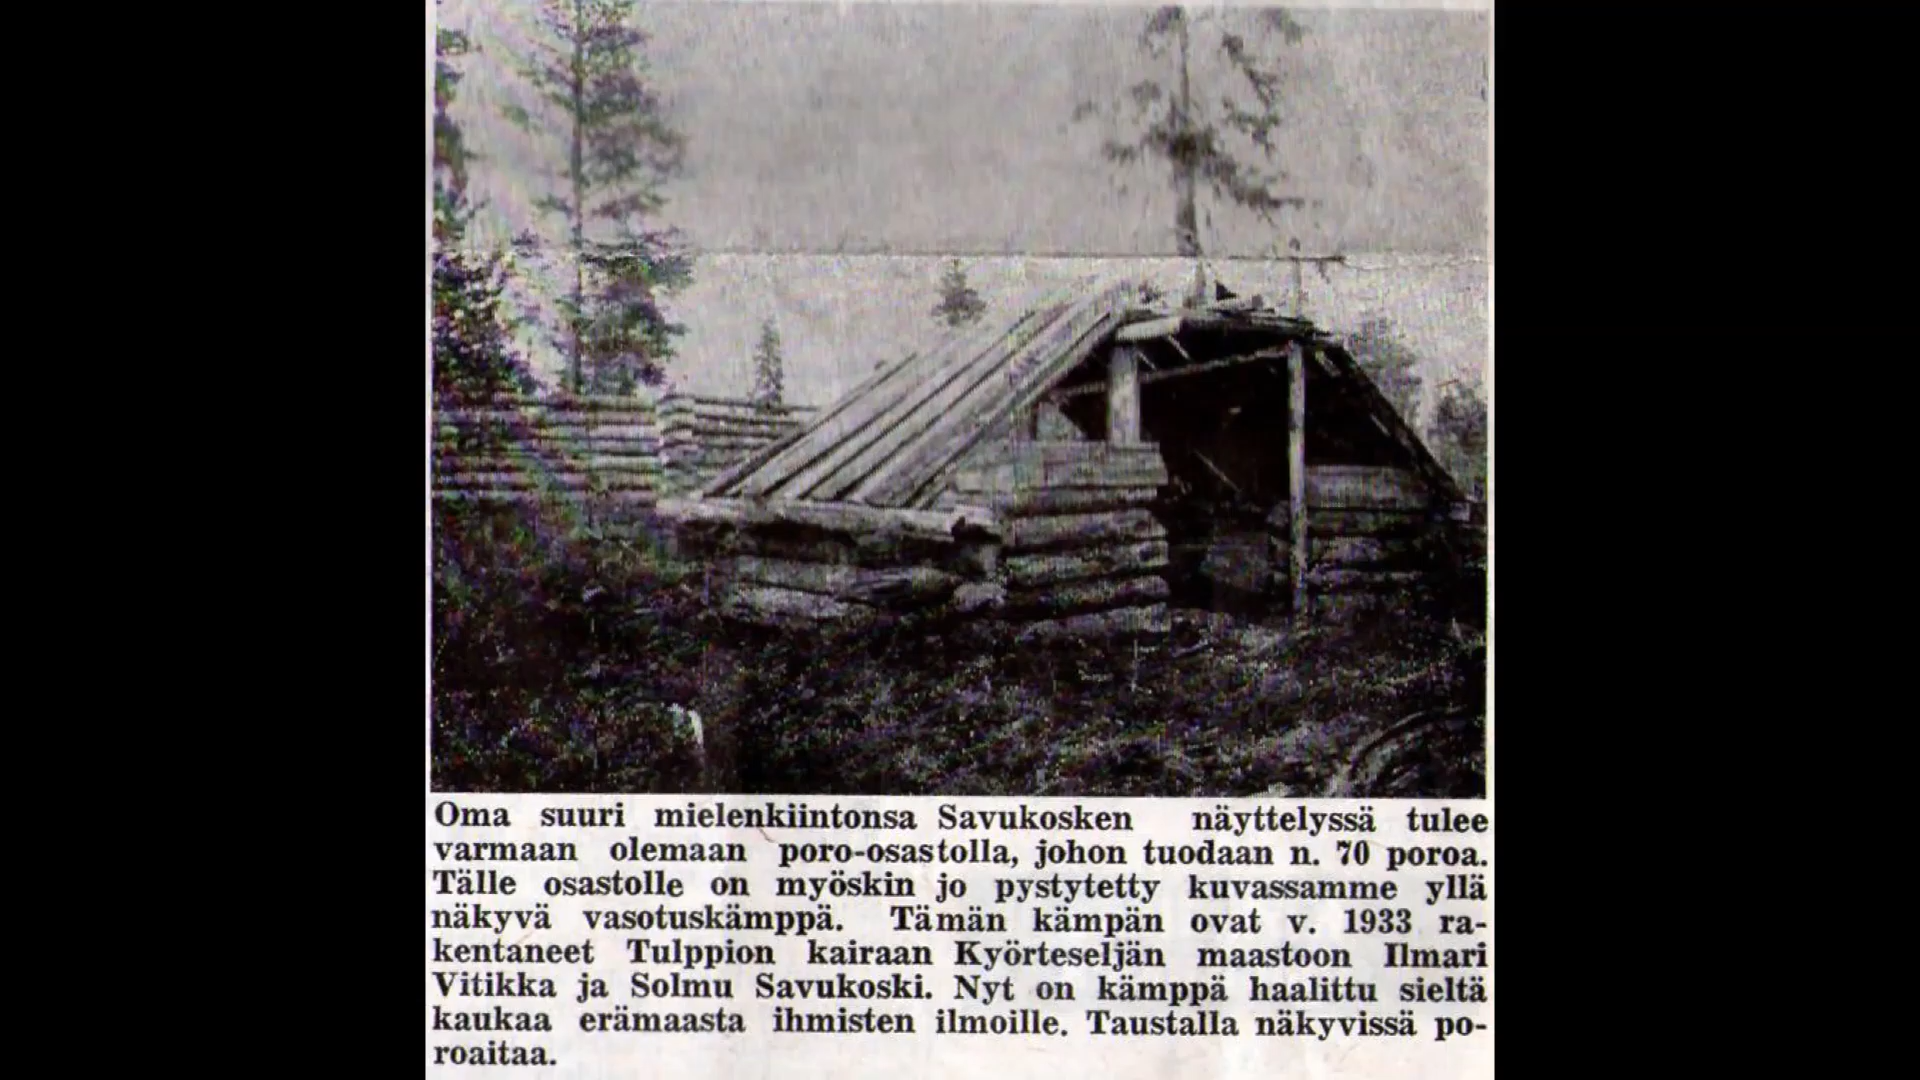 Oma suuri mielenkiintonsa Savukosken näyttelyssä tulee
varmaan olemaan poro-osastolla, johon tuodaan n. 70 poroa.
Tälle osastolle on myöskin jo pystytetty kuvassamme yllä
näkyvä vasotuskämppä. Tämän kämpän ovat v. 1933 ra-
kentaneet Tulppion kairaan Kyörteseljän maastoon Ilmari
Vitikka ja Solmu Savukoski. Nyt on kämppä haalittu sieltä
kaukaa erämaasta ihmisten ilmoille. Taustalla näkyvissä po-
roaitaa.